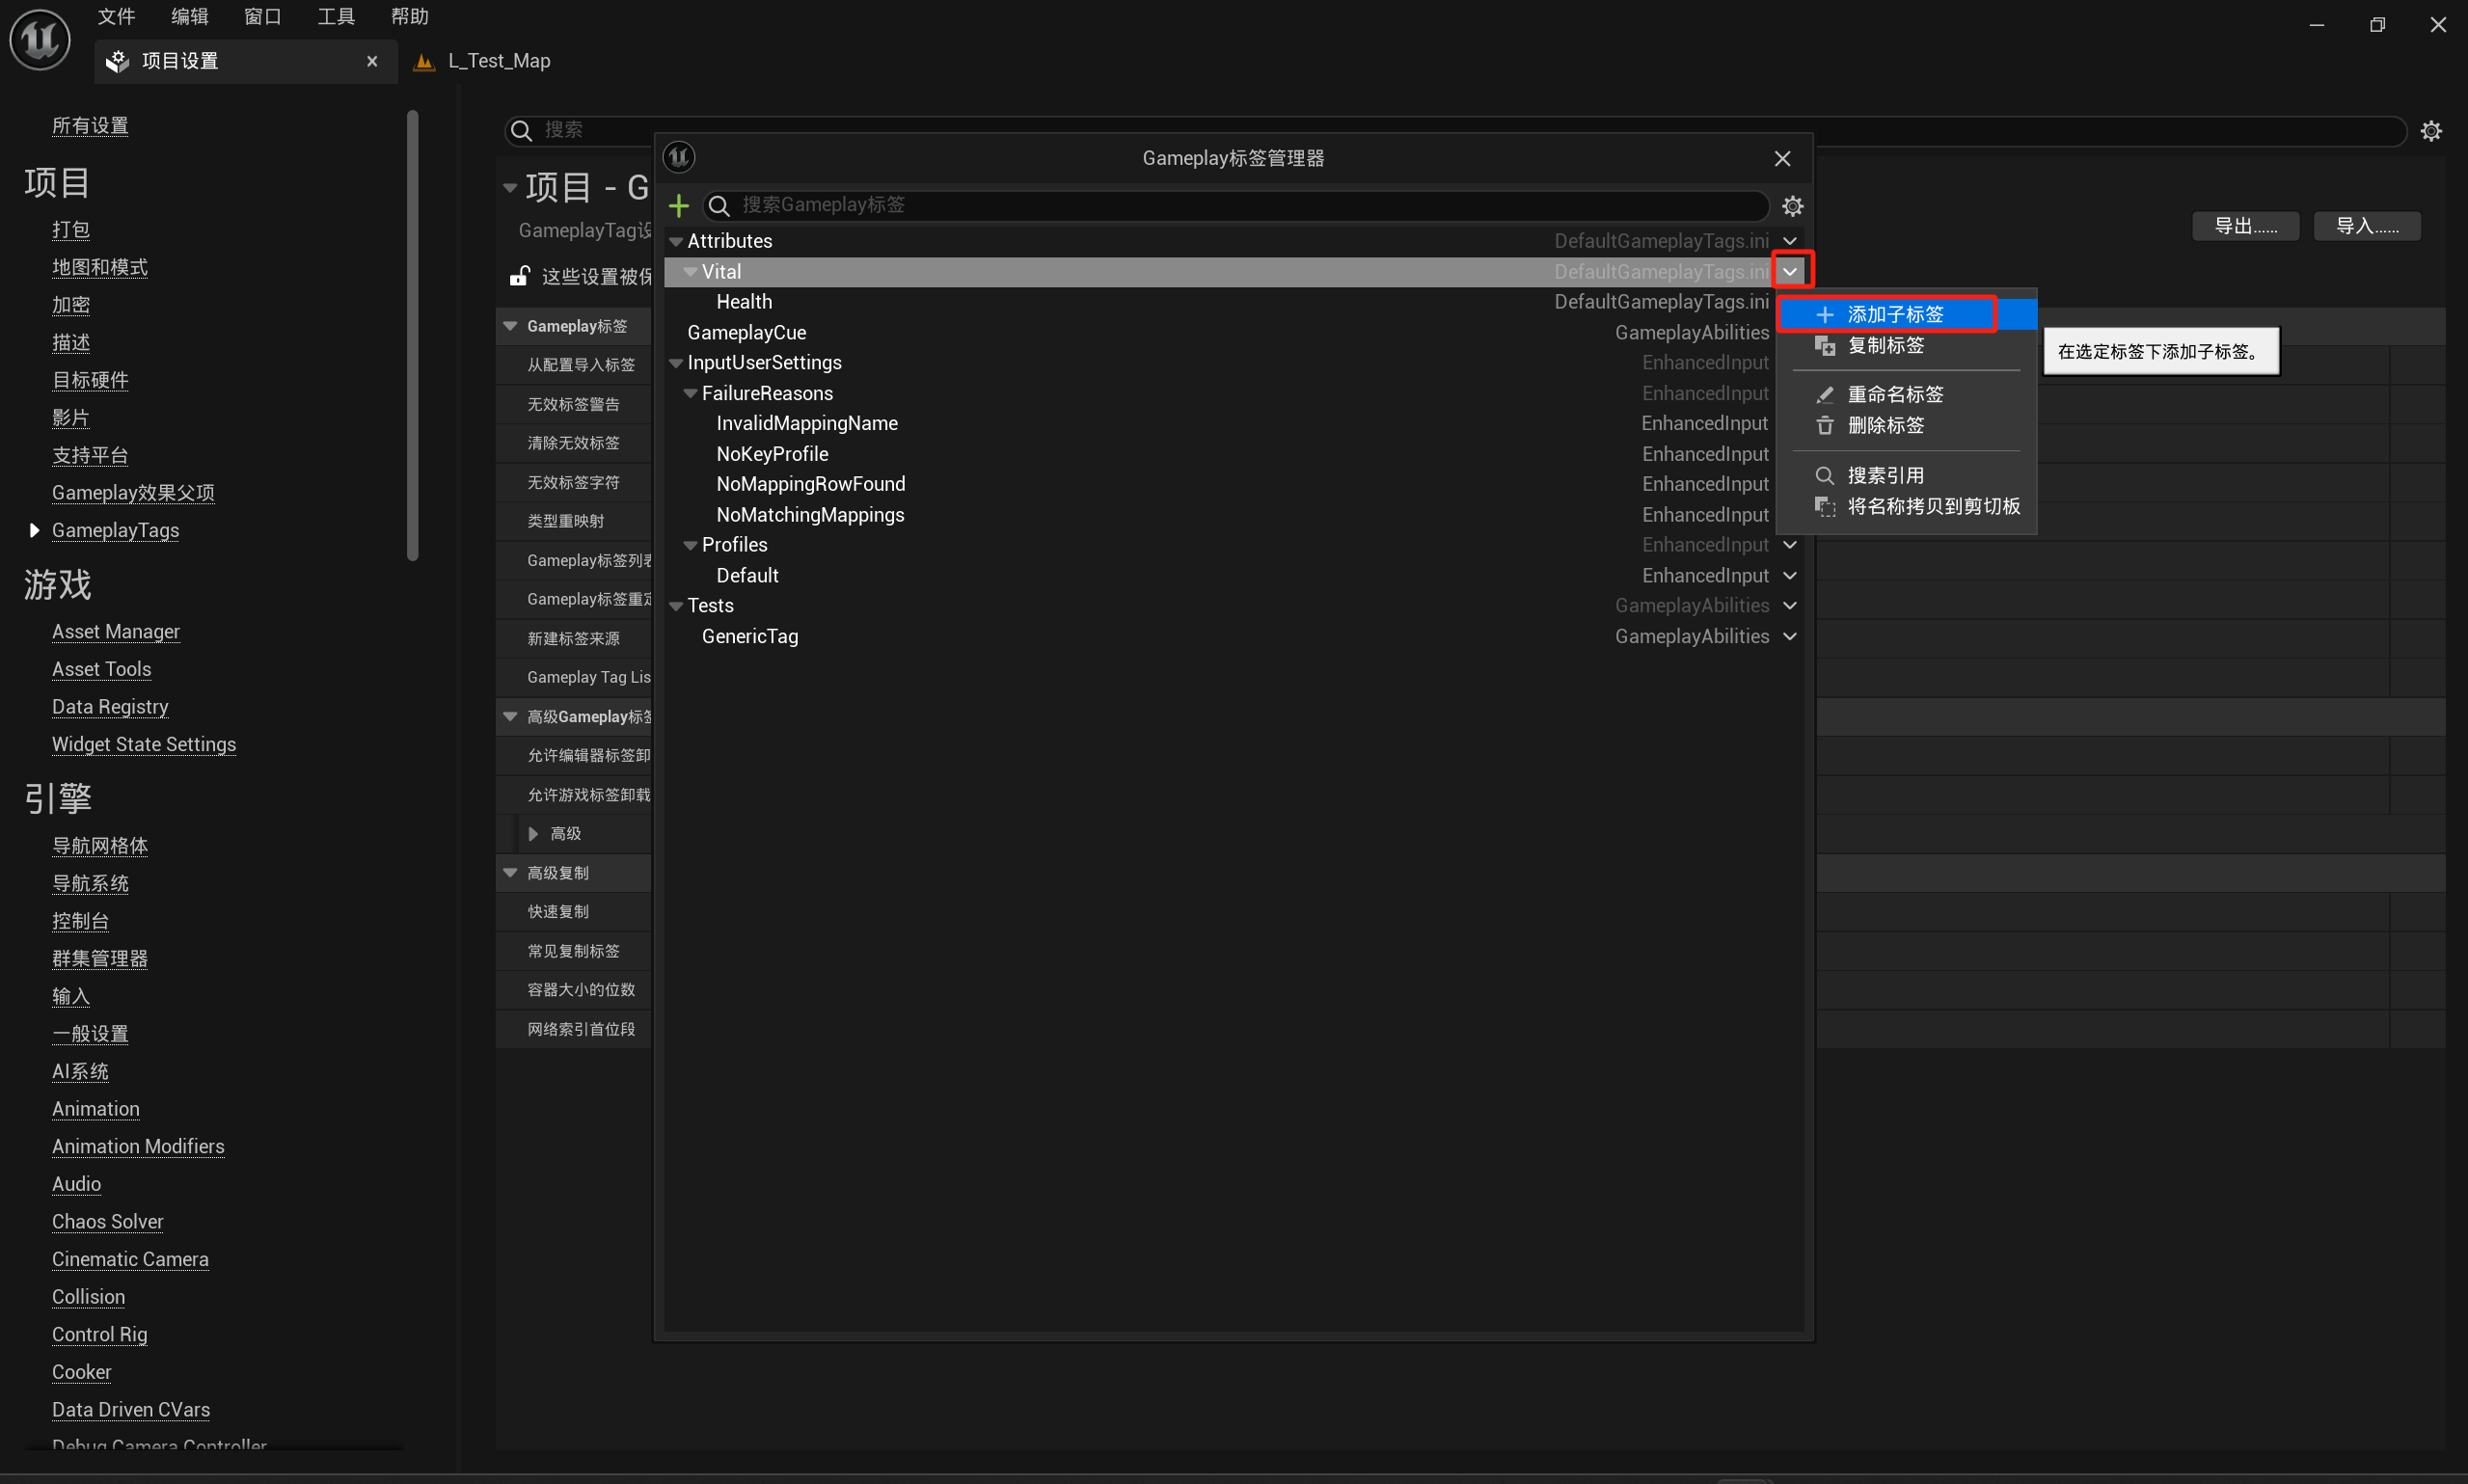 文件 编辑 窗口 工具 帮助
项目设置 L_Test_Map
所有设置
项目
打包
地图和模式
加密
描述
目标硬件
影片
支持平台
Gameplay效果父项
GameplayTags
游戏
Asset Manager
Asset Tools
Data Registry
Widget State Settings
引擎
导航网格体
导航系统
控制台
群集管理器
输入
一般设置
AI系统
Animation
Animation Modifiers
Audio
Chaos Solver
Cinematic Camera
Collision
Control Rig
Cooker
Data Driven CVars
Debug Camera Controller
搜索
项目 - G
GameplayTag设
这些设置被保
导出...... 导入......
Gameplay标签
从配置导入标签
无效标签警告
清除无效标签
无效标签字符
类型重映射
Gameplay标签列表
Gameplay标签重定
新建标签来源
Gameplay Tag Lis
高级Gameplay标签
允许编辑器标签卸
允许游戏标签卸载
高级
高级复制
快速复制
常见复制标签
容器大小的位数
网络索引首位段
Gameplay标签管理器
搜索Gameplay标签
Attributes DefaultGameplayTags.ini
Vital DefaultGameplayTags.ini
Health DefaultGameplayTags.ini
GameplayCue GameplayAbilities
InputUserSettings EnhancedInput
FailureReasons EnhancedInput
InvalidMappingName EnhancedInput
NoKeyProfile EnhancedInput
NoMappingRowFound EnhancedInput
NoMatchingMappings EnhancedInput
Profiles EnhancedInput
Default EnhancedInput
Tests GameplayAbilities
GenericTag GameplayAbilities
添加子标签
复制标签
重命名标签
删除标签
搜素引用
将名称拷贝到剪切板
在选定标签下添加子标签。